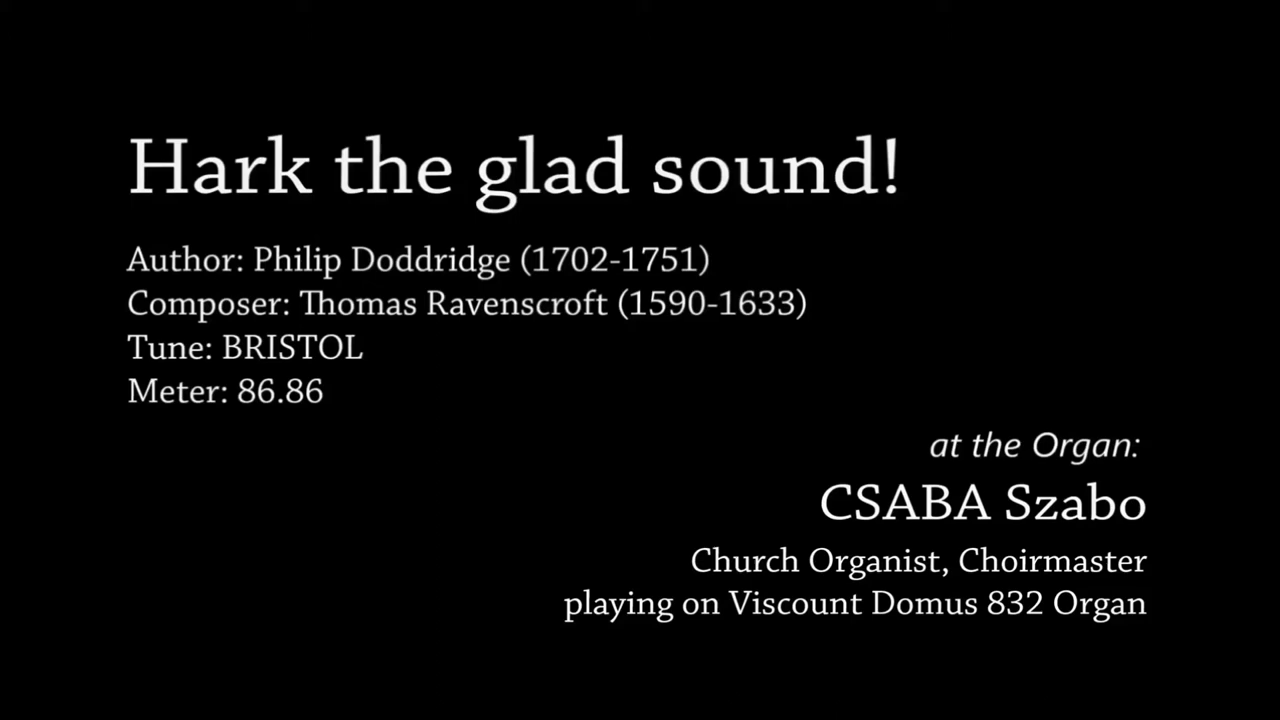 Hark the glad sound!
Author: Philip Doddridge (1702-1751)
Composer: Thomas Ravenscroft (1590-1633)
Tune: BRISTOL
Meter: 86.86
at the Organ:
CSABA Szabo
Church Organist, Choirmaster
playing on Viscount Domus 832 Organ